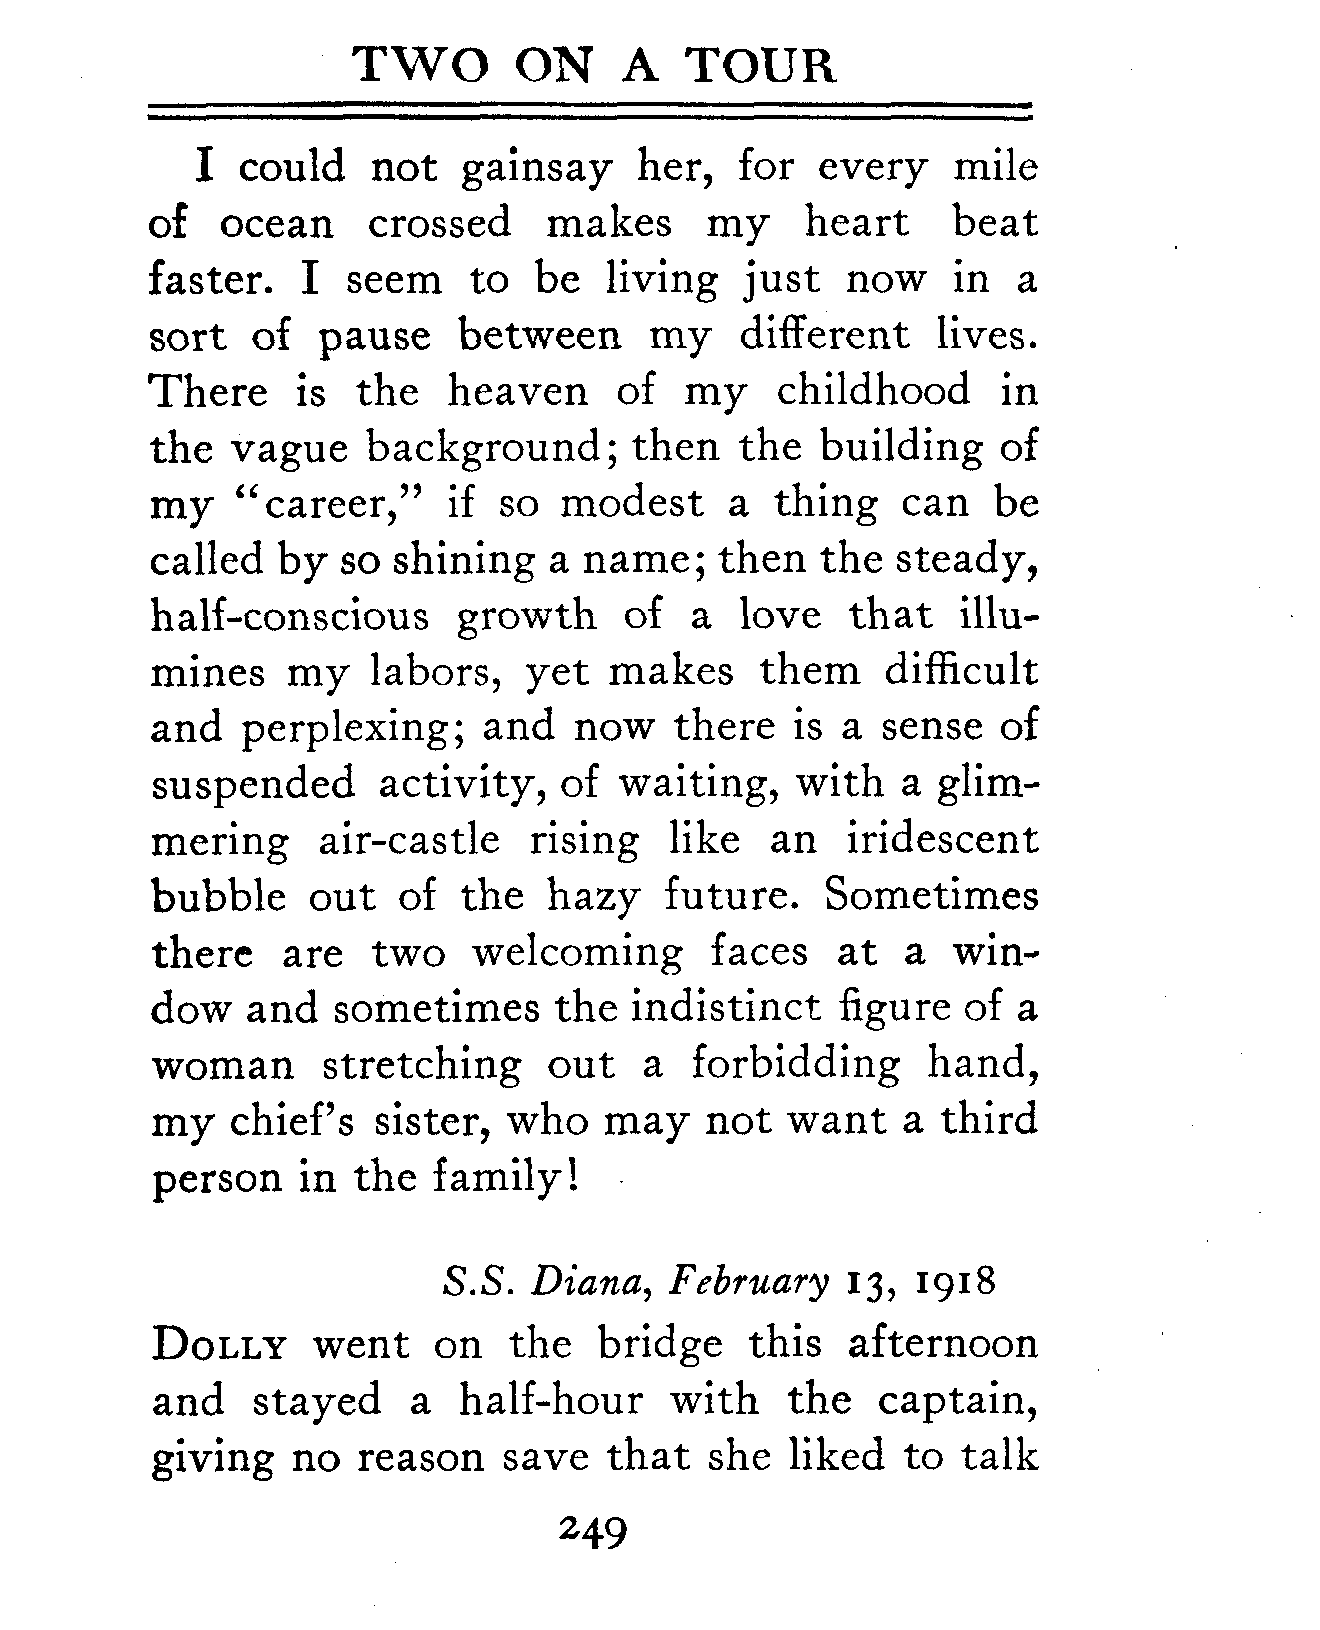 TWO ON A TOUR
I could not gainsay her, for every mile
of ocean crossed makes my heart beat
faster. I seem to be living just now in a
sort of pause between my different lives.
There is the heaven of my childhood in
the vague background; then the building of
my "career," if so modest a thing can be
called by so shining a name; then the steady,
half-conscious growth of a love that illu-
mines my labors, yet makes them difficult
and perplexing; and now there is a sense of
suspended activity, of waiting, with a glim-
mering air-castle rising like an iridescent
bubble out of the hazy future. Sometimes
there are two welcoming faces at a win-
dow and sometimes the indistinct figure of a
woman stretching out a forbidding hand,
my chief's sister, who may not want a third
person in the family!
S.S. Diana, February 13, 1918
DOLLY went on the bridge this afternoon
and stayed a half-hour with the captain,
giving no reason save that she liked to talk
249